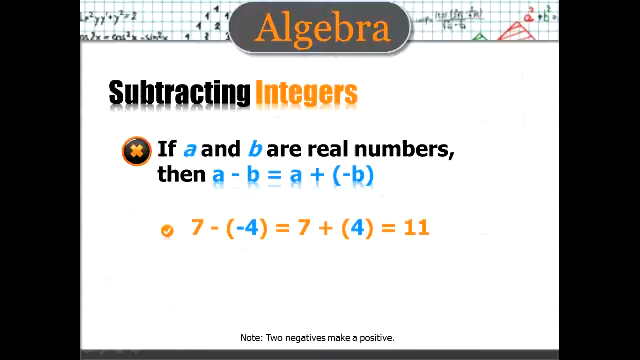 Algebra
Subtracting Integers
If a and b are real numbers,
then a - b = a + (-b)
7 - (-4) = 7 + (4) = 11
Note: Two negatives make a positive.